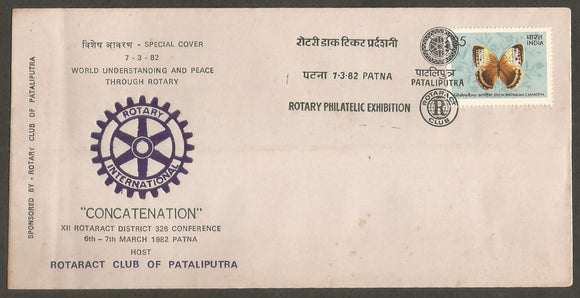 विशेष आवरण - SPECIAL COVER
7 - 3 - 82
WORLD UNDERSTANDING AND PEACE
THROUGH ROTARY
ROTARY
INTERNATIONAL
"CONCATENATION"
XII ROTARACT DISTRICT 326 CONFERENCE
6th - 7th MARCH 1982 PATNA
HOST
ROTARACT CLUB OF PATALIPUTRA
SPONSORED BY - ROTARY CLUB OF PATALIPUTRA
रोटरी डाक टिकट प्रर्दशनी
पटना 7-3-82 PATNA
ROTARY PHILATELIC EXHIBITION
पाटलिपुत्र
PATALIPUTRA
ROTARACT
R
CLUB
भारत
INDIA